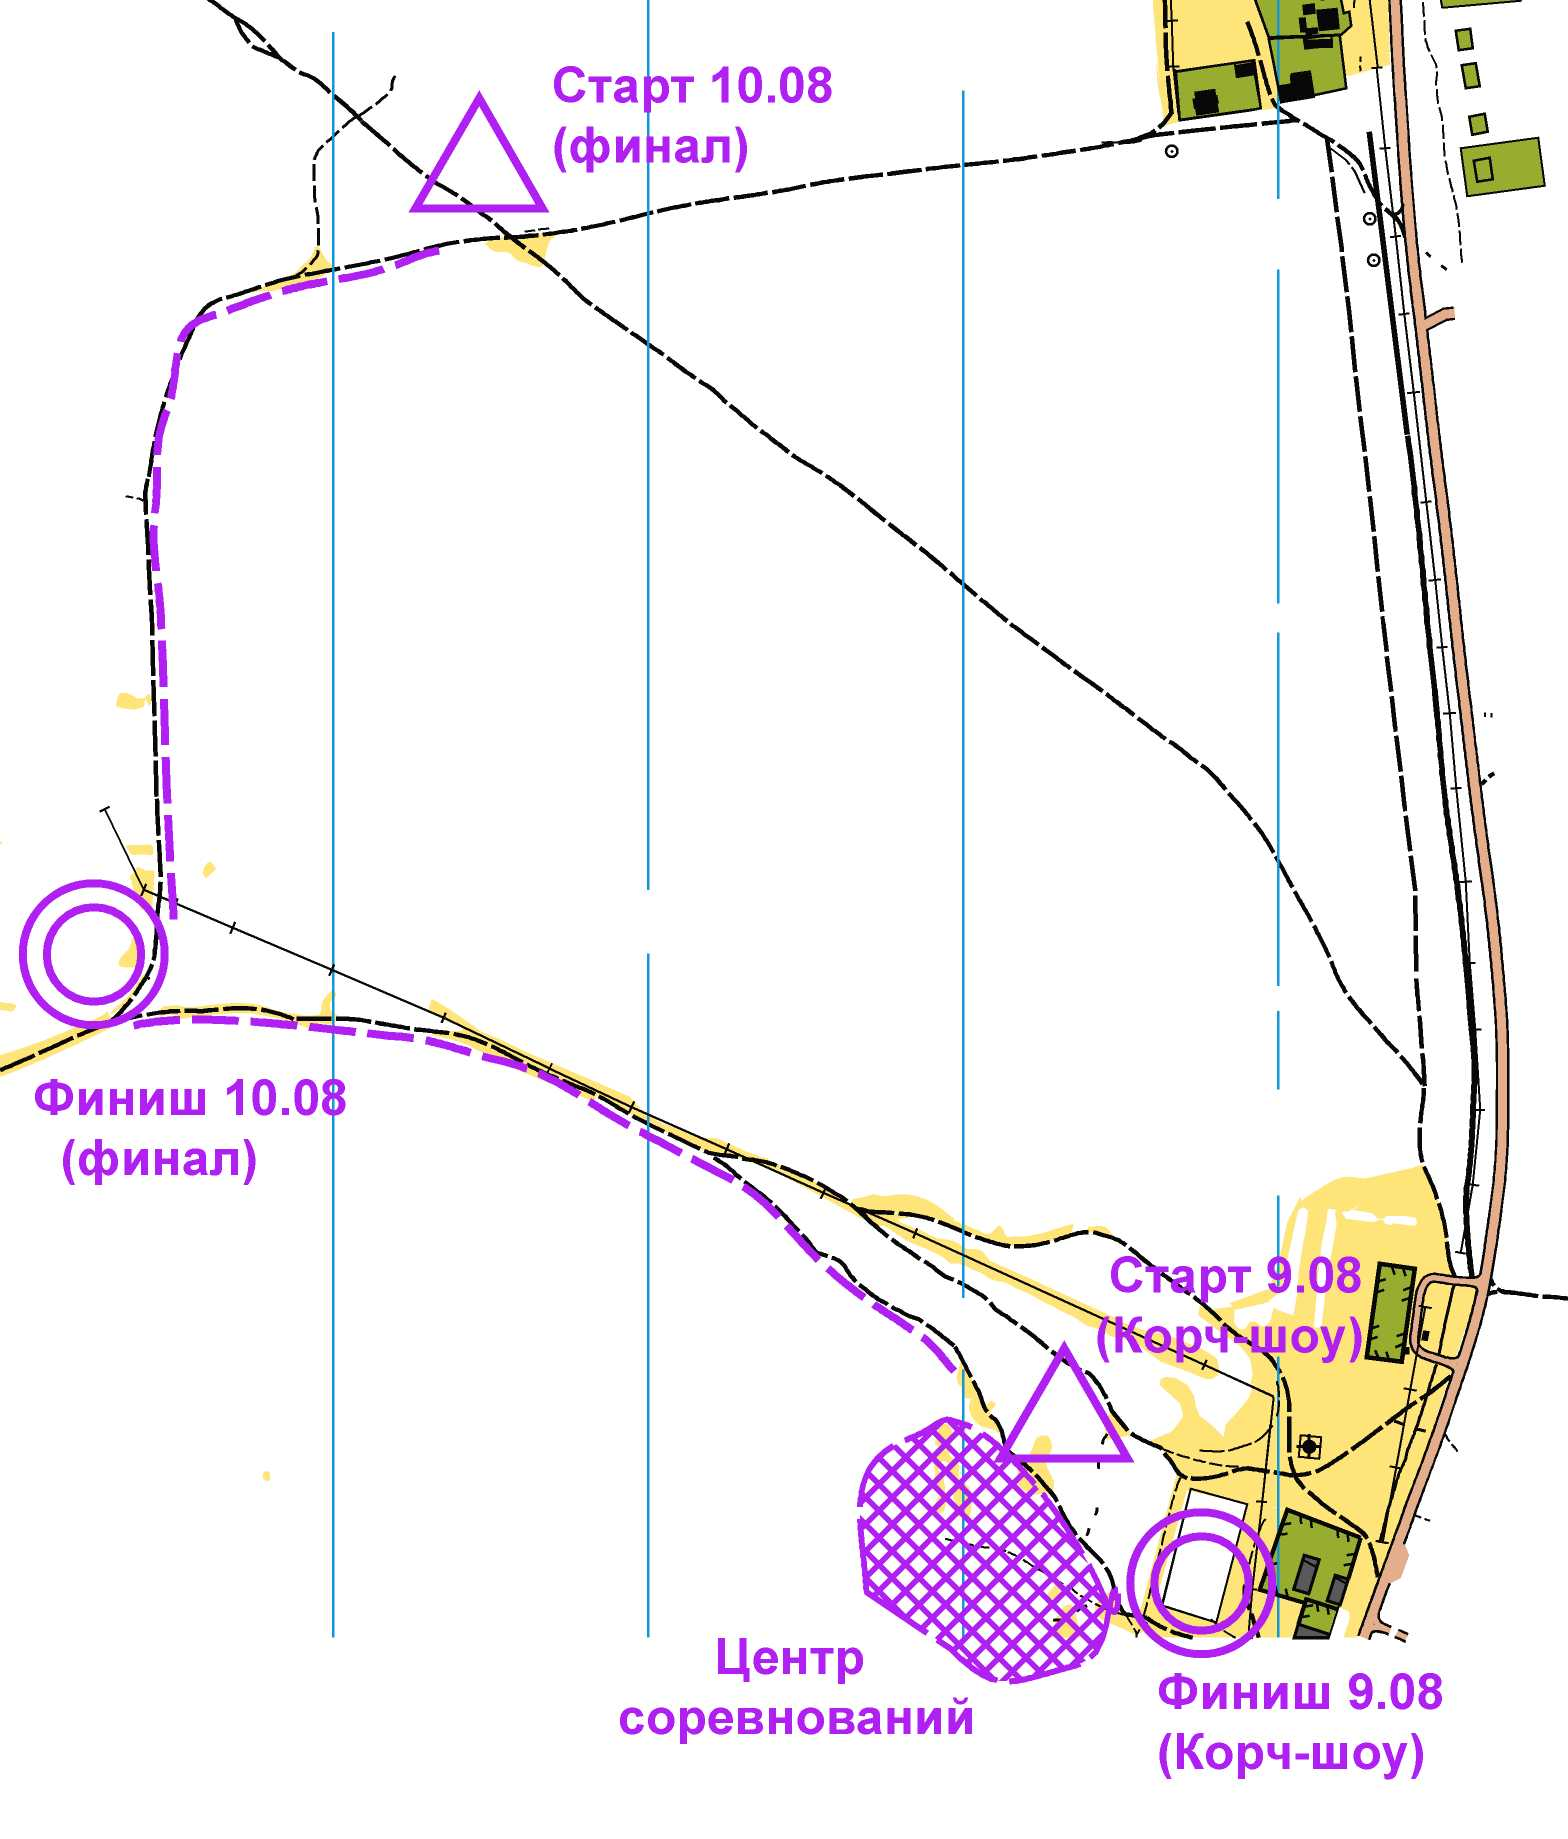 Старт 10.08
(финал)
Финиш 10.08
(финал)
Старт 9.08
(Корч-шоу)
Центр
соревнований
Финиш 9.08
(Корч-шоу)